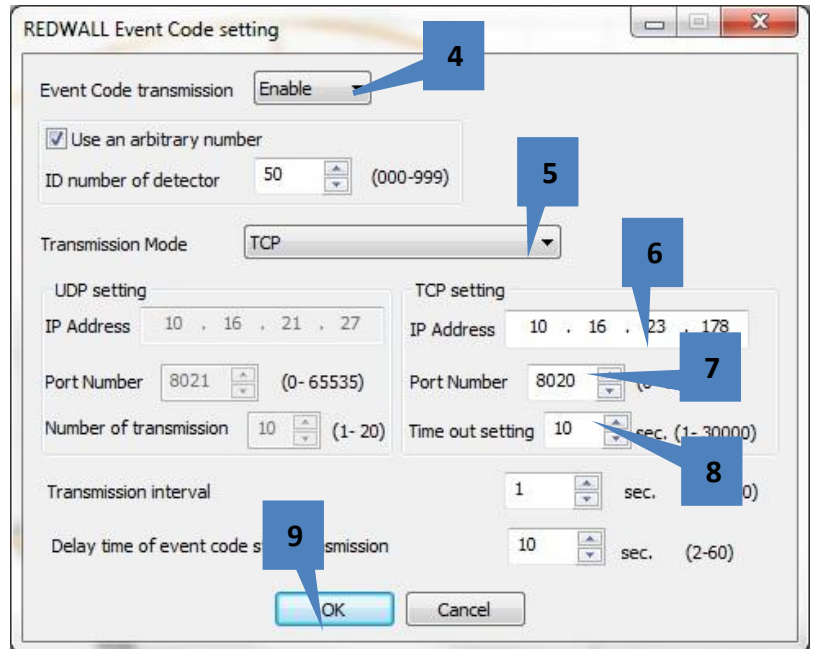 REDWALL Event Code setting
4
Event Code transmission Enable
Use an arbitrary number
ID number of detector 50 (000-999)
5
Transmission Mode TCP
6
UDP setting
IP Address 10 . 16 . 21 . 27
Port Number 8021 (0- 65535)
Number of transmission 10 (1- 20)
TCP setting
IP Address 10 . 16 . 23 . 178
7
Port Number 8020
Time out setting 10 sec. (1- 30000)
8
Transmission interval 1 sec. 0)
9
Delay time of event code 10 sec. (2-60)
OK Cancel